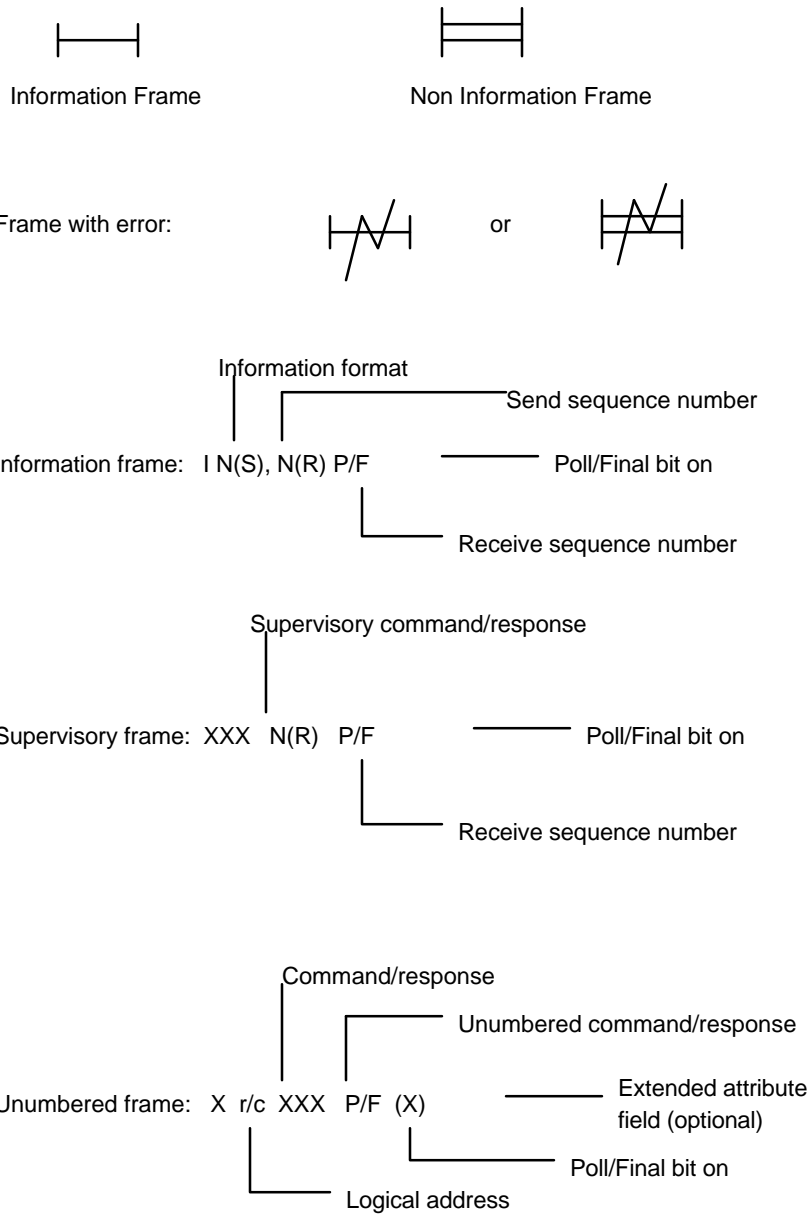 Information Frame Non Information Frame
Frame with error: or
Information format
Send sequence number
Information frame: I N(S), N(R) P/F Poll/Final bit on
Receive sequence number
Supervisory command/response
Supervisory frame: XXX N(R) P/F Poll/Final bit on
Receive sequence number
Command/response
Unumbered command/response
Unumbered frame: X r/c XXX P/F (X) Extended attribute
field (optional)
Poll/Final bit on
Logical address